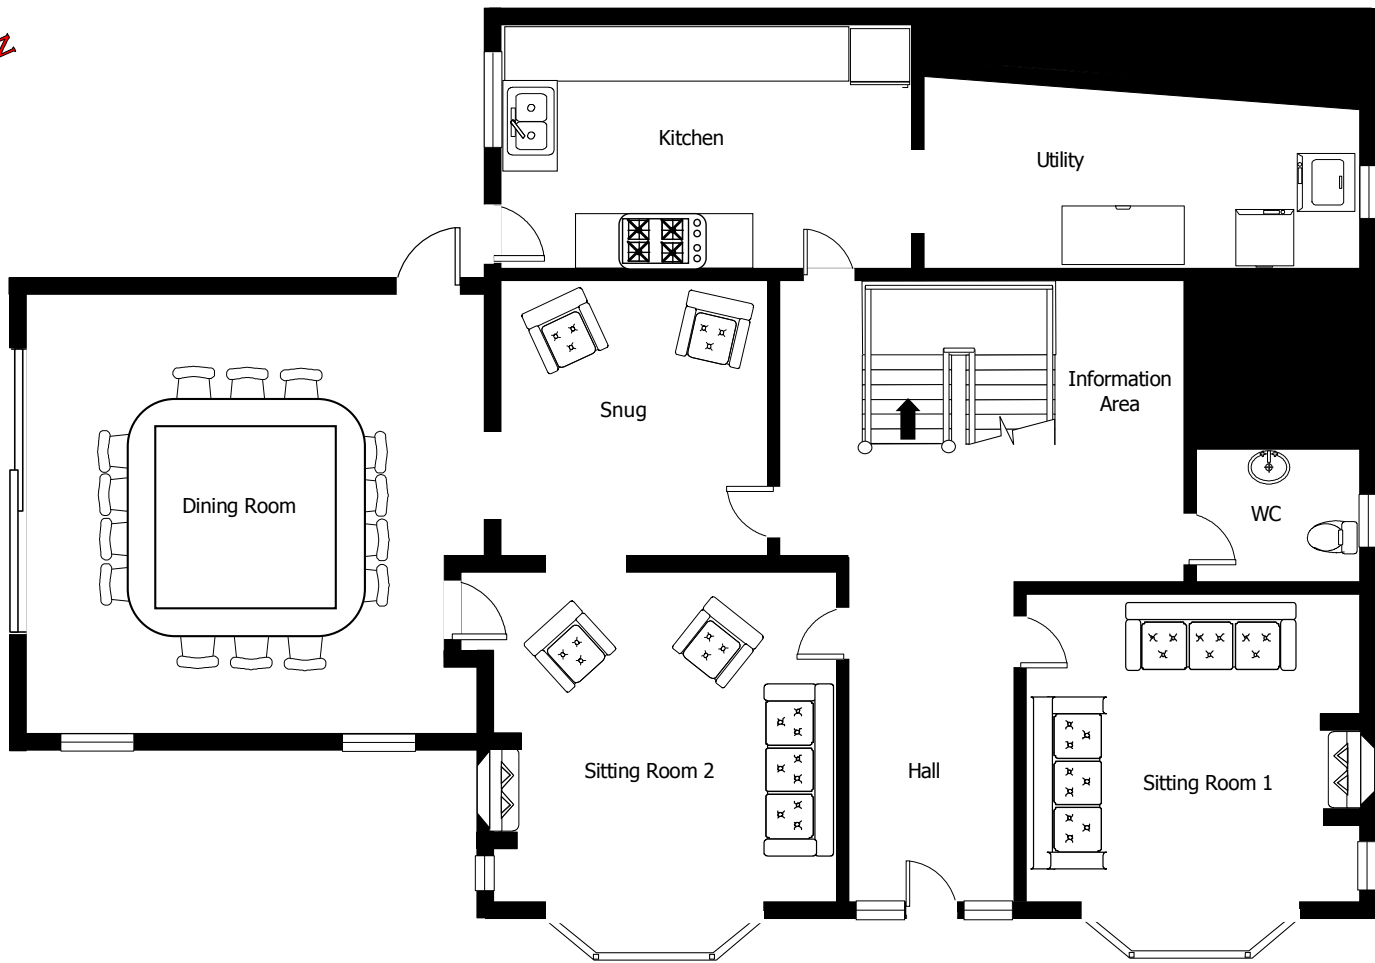 Z
Kitchen
Utility
Information
Area
Snug
Dining Room
WC
Sitting Room 2
Hall
Sitting Room 1